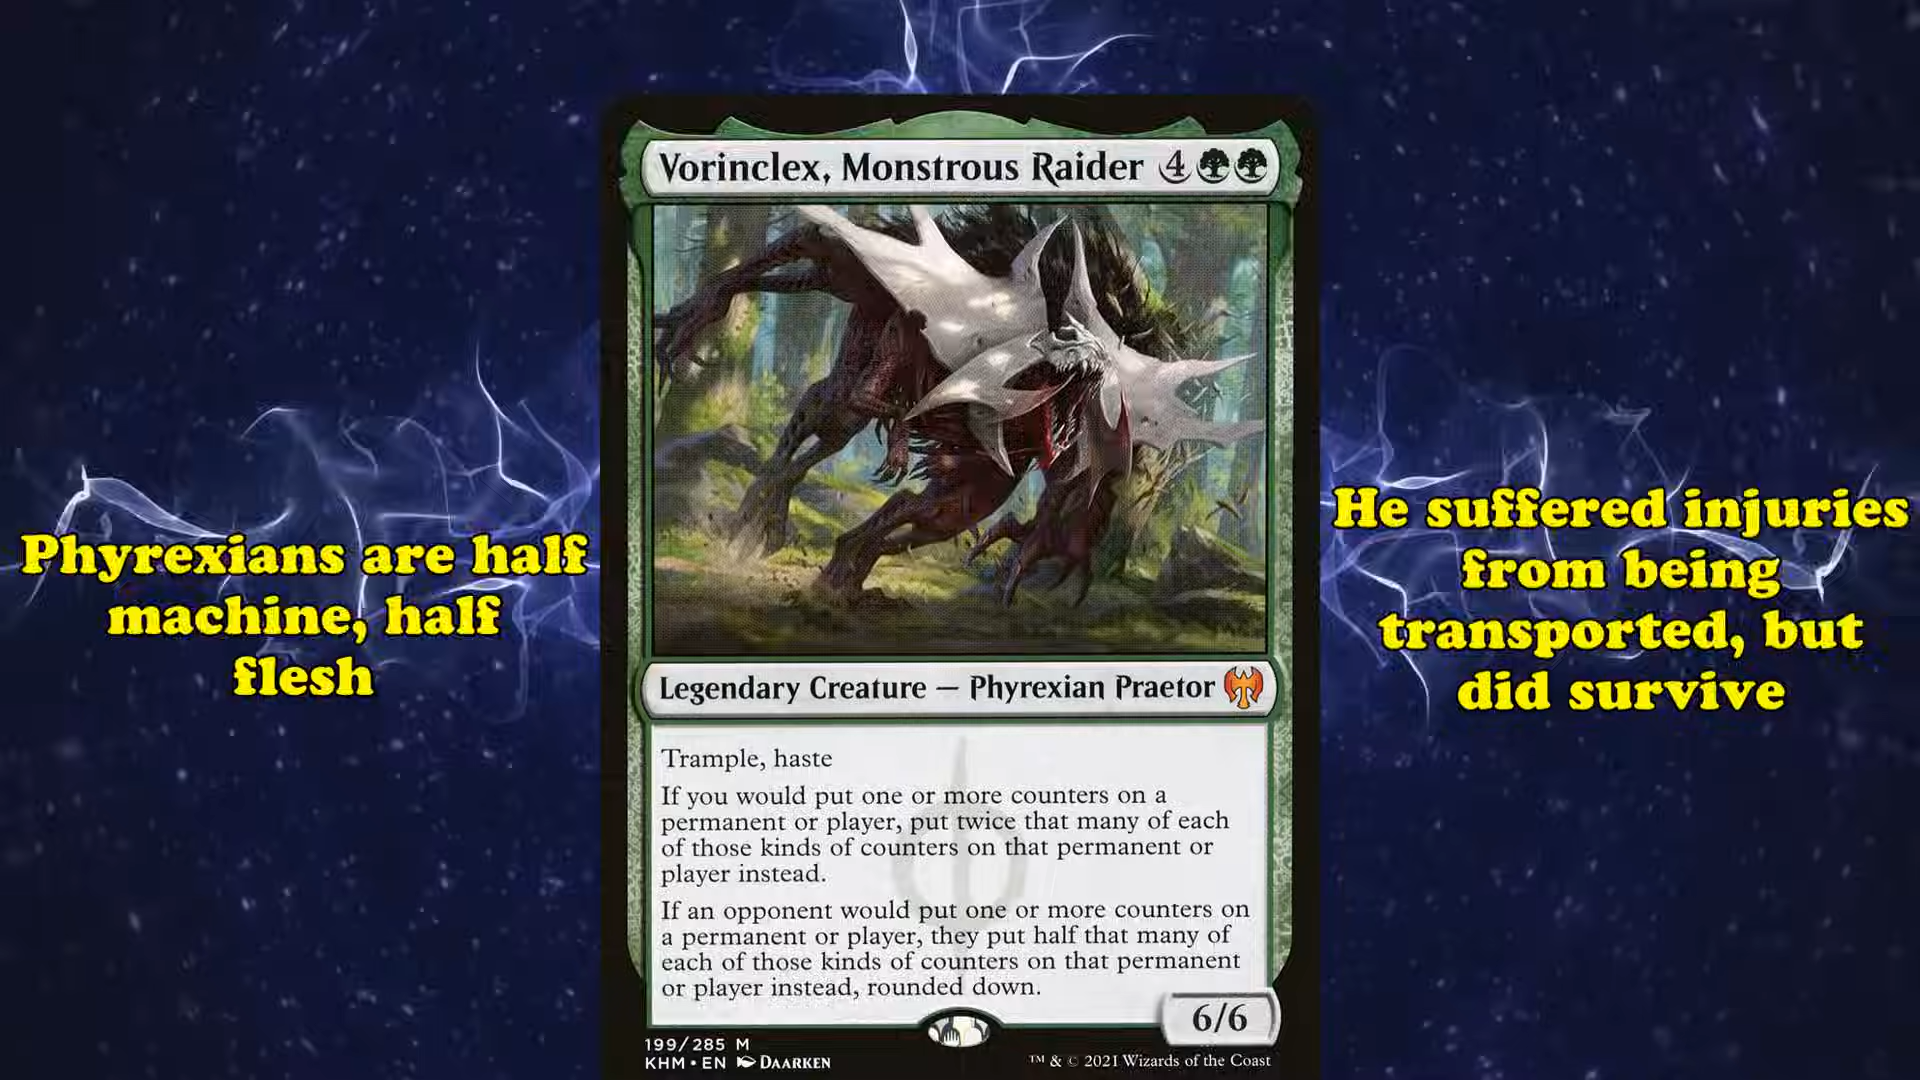 Phyrexians are half
machine, half
flesh
Vorinclex, Monstrous Raider 4
Legendary Creature — Phyrexian Praetor
Trample, haste
If you would put one or more counters on a
permanent or player, put twice that many of each
of those kinds of counters on that permanent or
player instead.
If an opponent would put one or more counters on
a permanent or player, they put half that many of
each of those kinds of counters on that permanent
or player instead, rounded down.
6/6
199/285 M
KHM • EN DAARKEN
™ & © 2021 Wizards of the Coast
He suffered injuries
from being
transported, but
did survive